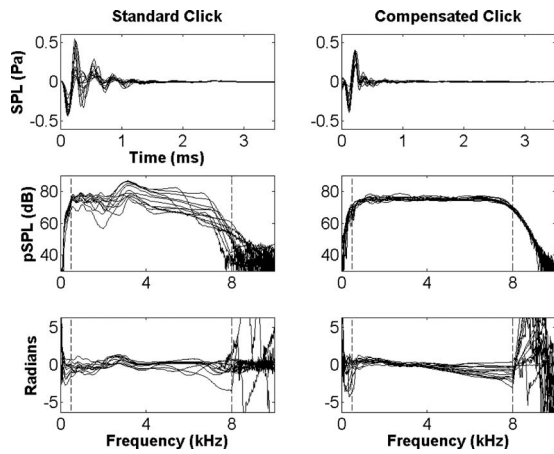 Standard Click
Compensated Click
SPL (Pa)
0.5
0
-0.5
0 1 2 3
Time (ms)
0.5
0
-0.5
0 1 2 3
pSPL (dB)
80
60
40
0 4 8
80
60
40
0 4 8
Radians
5
0
-5
0 4 8
Frequency (kHz)
5
0
-5
0 4 8
Frequency (kHz)